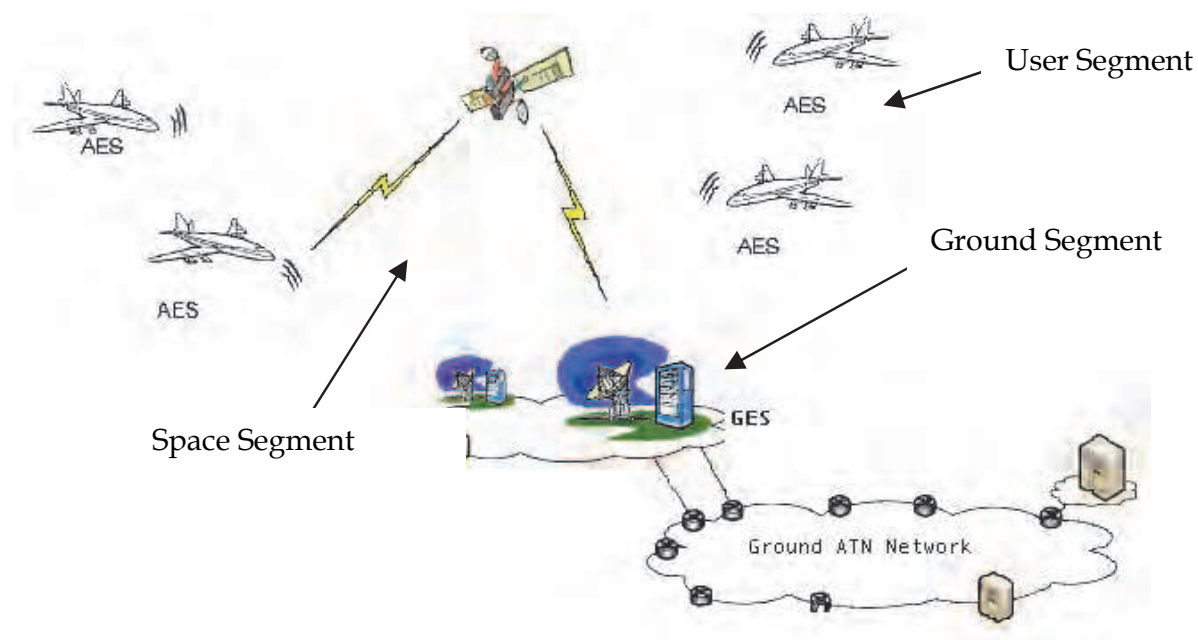 User Segment
AES
AES
AES
Ground Segment
AES
Space Segment
GES
Ground ATN Network